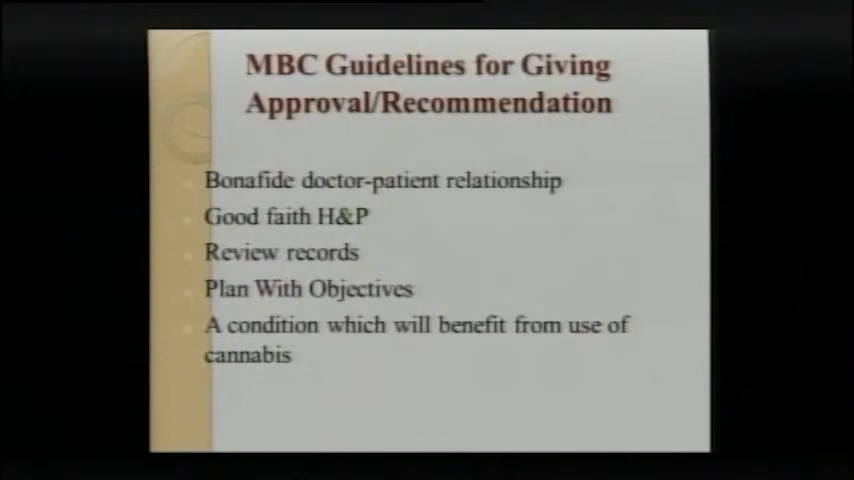 MBC Guidelines for Giving
Approval/Recommendation
Bonafide doctor-patient relationship
Good faith H&P
Review records
Plan With Objectives
A condition which will benefit from use of
cannabis